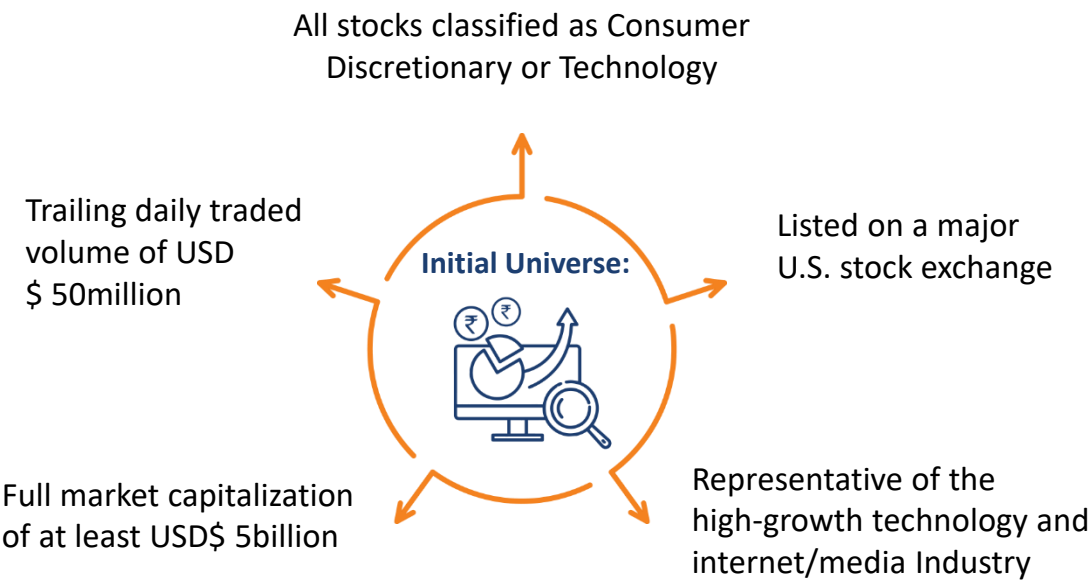 All stocks classified as Consumer
Discretionary or Technology
Trailing daily traded
volume of USD
$ 50million
Initial Universe:
₹
₹
Listed on a major
U.S. stock exchange
Full market capitalization
of at least USD$ 5billion
Representative of the
high-growth technology and
internet/media Industry